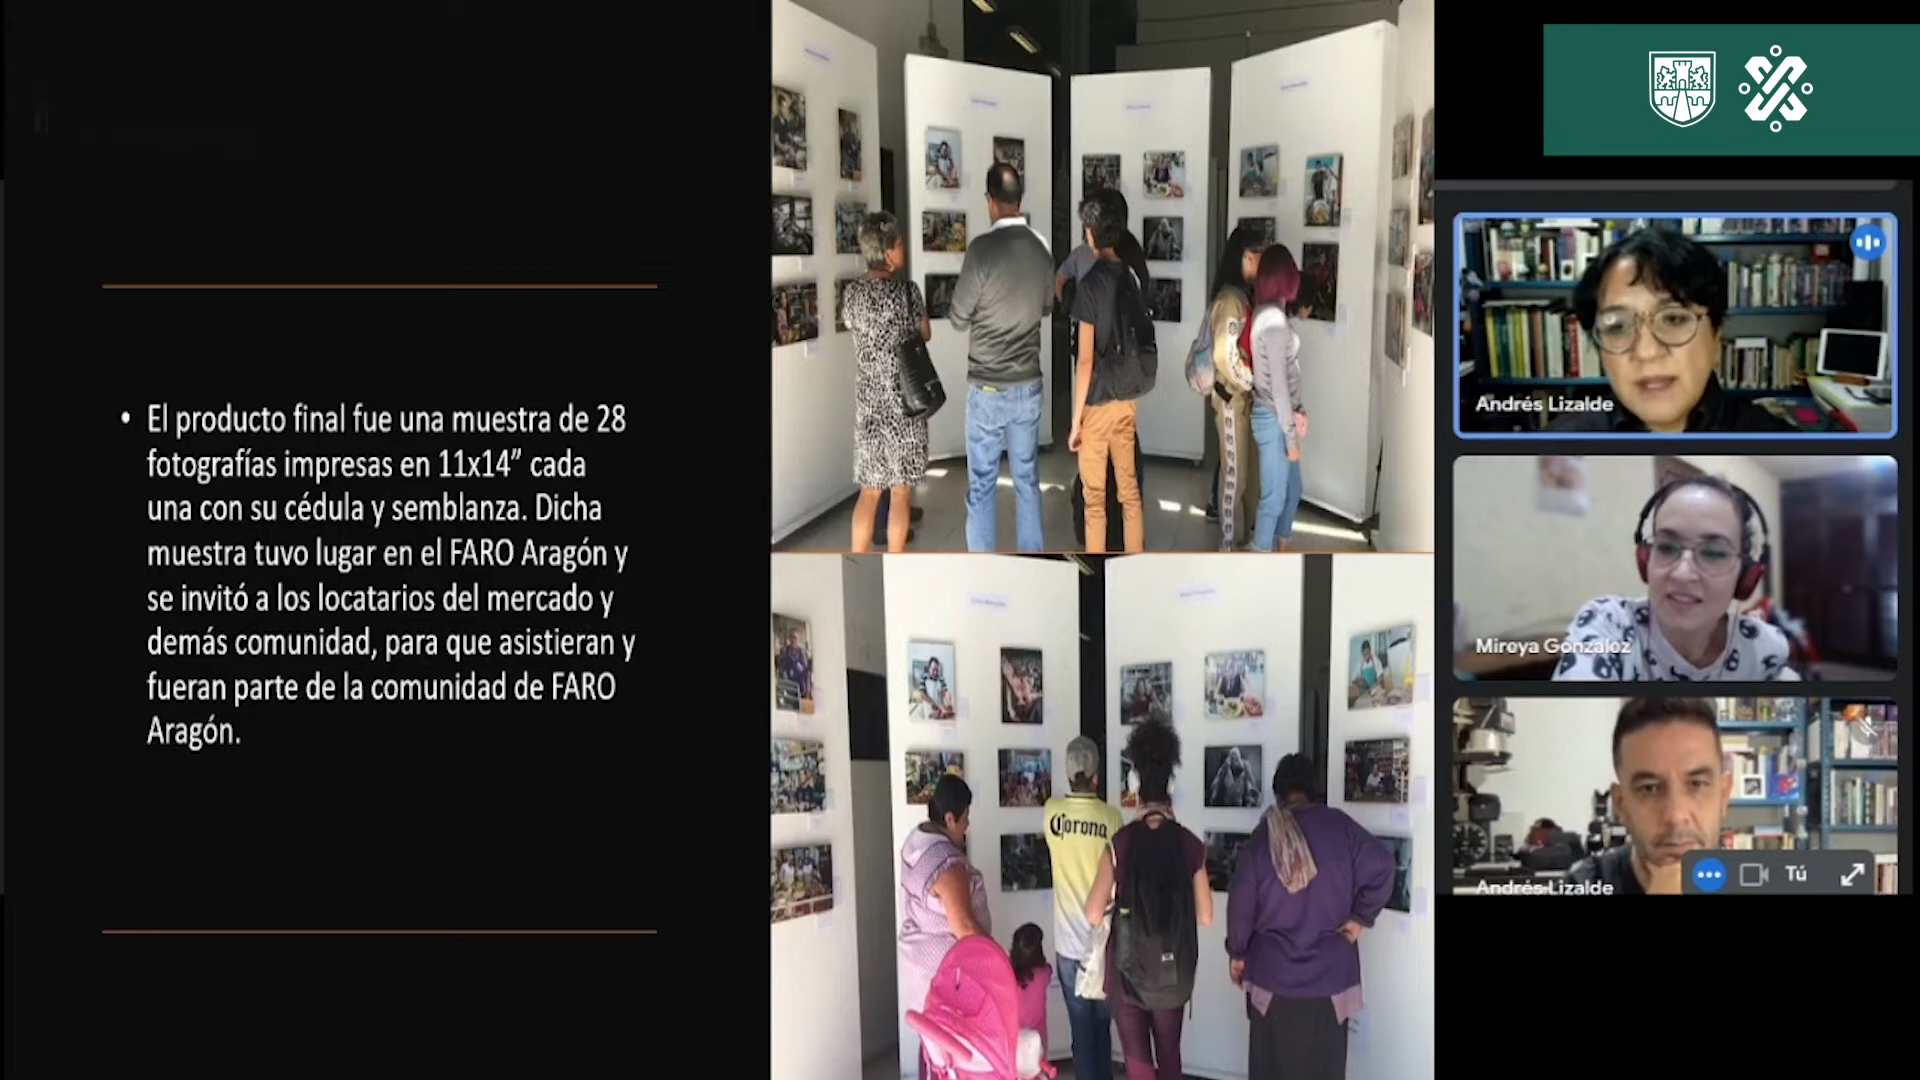 El producto final fue una muestra de 28
fotografías impresas en 11x14” cada
una con su cédula y semblanza. Dicha
muestra tuvo lugar en el FARO Aragón y
se invitó a los locatarios del mercado y
demás comunidad, para que asistieran y
fueran parte de la comunidad de FARO
Aragón.
Corona
Andrés Lizalde
Mireya Gonzalez
Andrés Lizalde
Tú